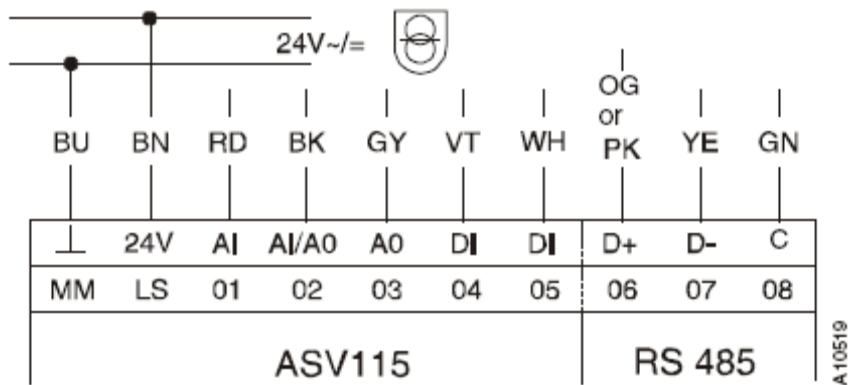 24V~/=
OG
or
BU BN RD BK GY VT WH PK YE GN
⊥ 24V AI AI/A0 A0 DI DI D+ D- C
MM LS 01 02 03 04 05 06 07 08
ASV115 RS 485
A10519